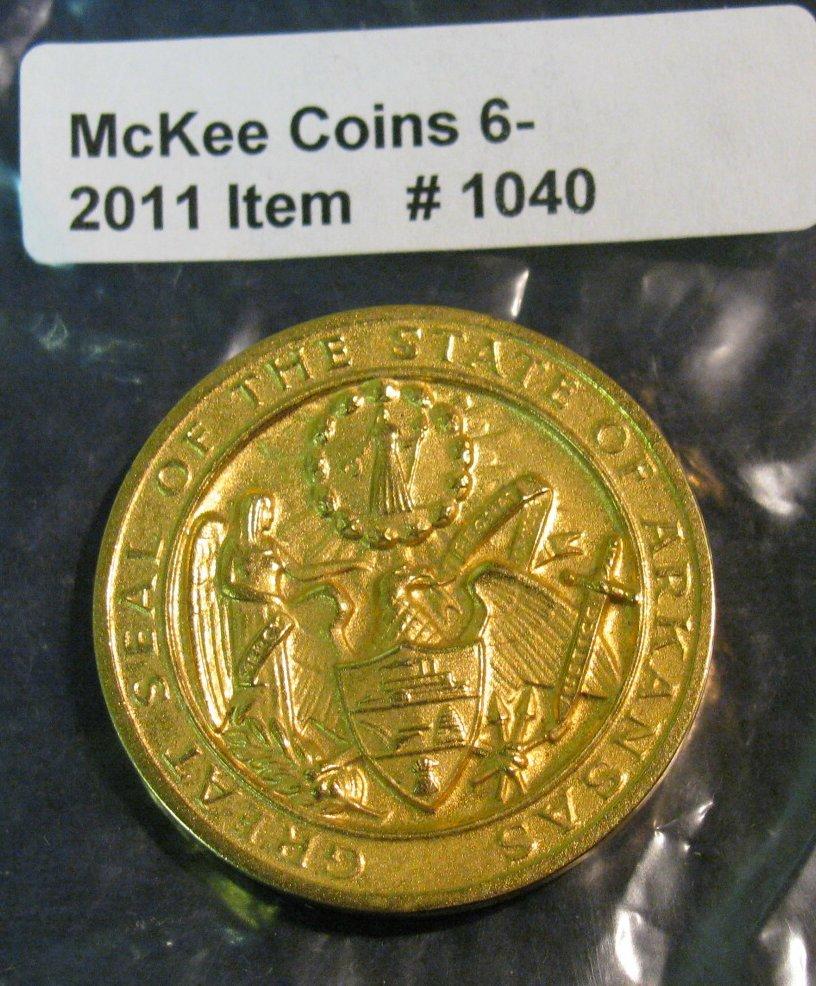 McKee Coins 6-
2011 Item # 1040
GREAT SEAL OF THE STATE OF ARKANSAS